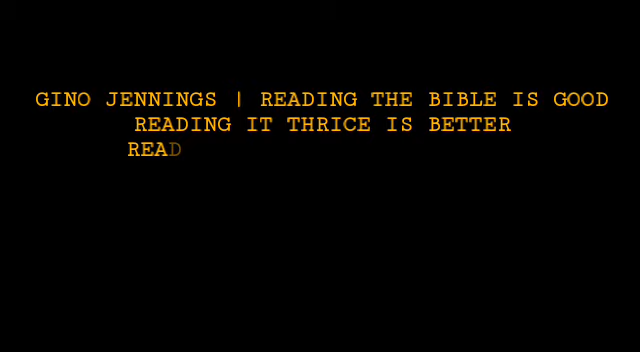 GINO JENNINGS | READING THE BIBLE IS GOOD
READING IT THRICE IS BETTER
READ